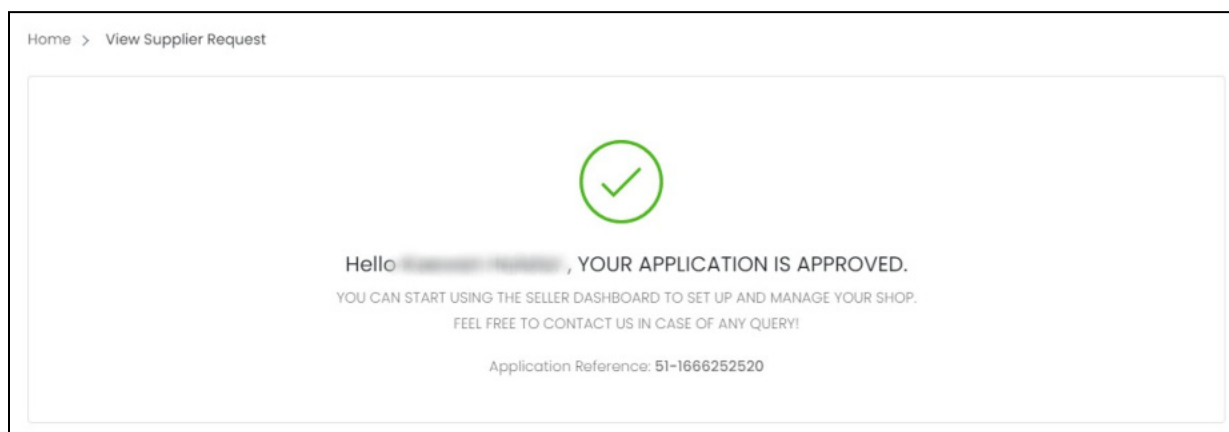 Home > View Supplier Request
Hello , YOUR APPLICATION IS APPROVED.
YOU CAN START USING THE SELLER DASHBOARD TO SET UP AND MANAGE YOUR SHOP.
FEEL FREE TO CONTACT US IN CASE OF ANY QUERY!
Application Reference: 51-1666252520